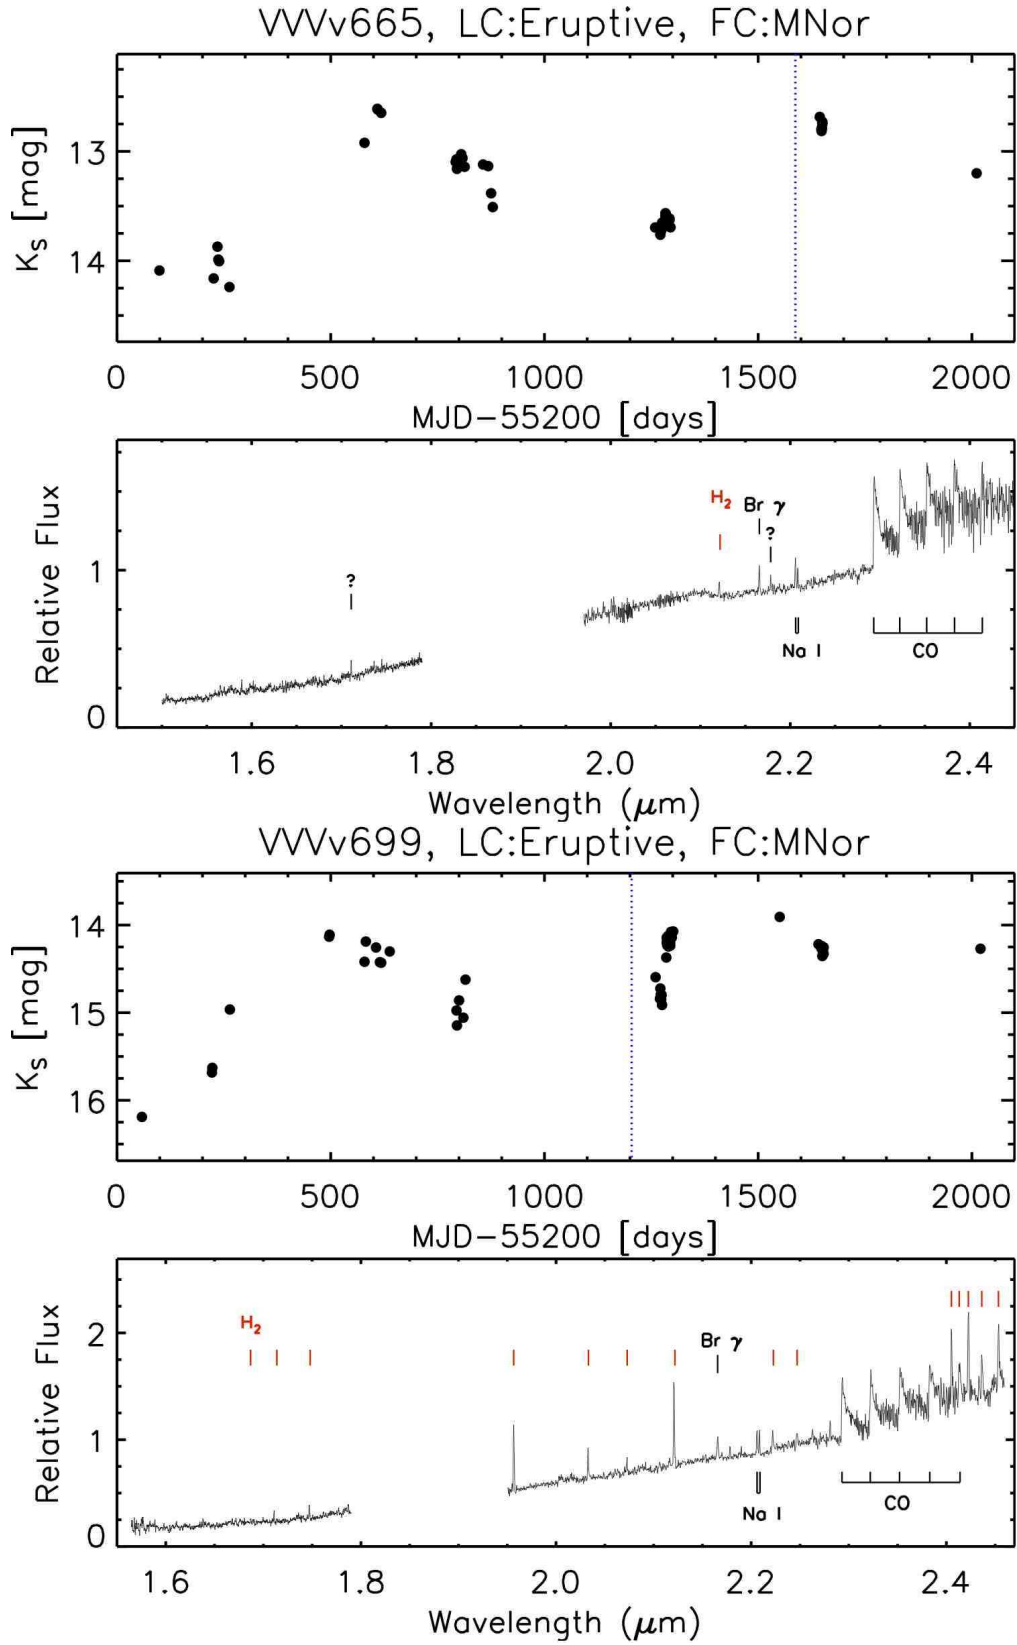 VVVv665, LC:Eruptive, FC:MNor
K_S [mag]
13
14
0 500 1000 1500 2000
MJD−55200 [days]
Relative Flux
1
0
?
H₂
Br γ
?
Na I
CO
1.6 1.8 2.0 2.2 2.4
Wavelength (μm)
VVVv699, LC:Eruptive, FC:MNor
K_S [mag]
14
15
16
0 500 1000 1500 2000
MJD−55200 [days]
Relative Flux
2
1
0
H₂
Br γ
Na I
CO
1.6 1.8 2.0 2.2 2.4
Wavelength (μm)